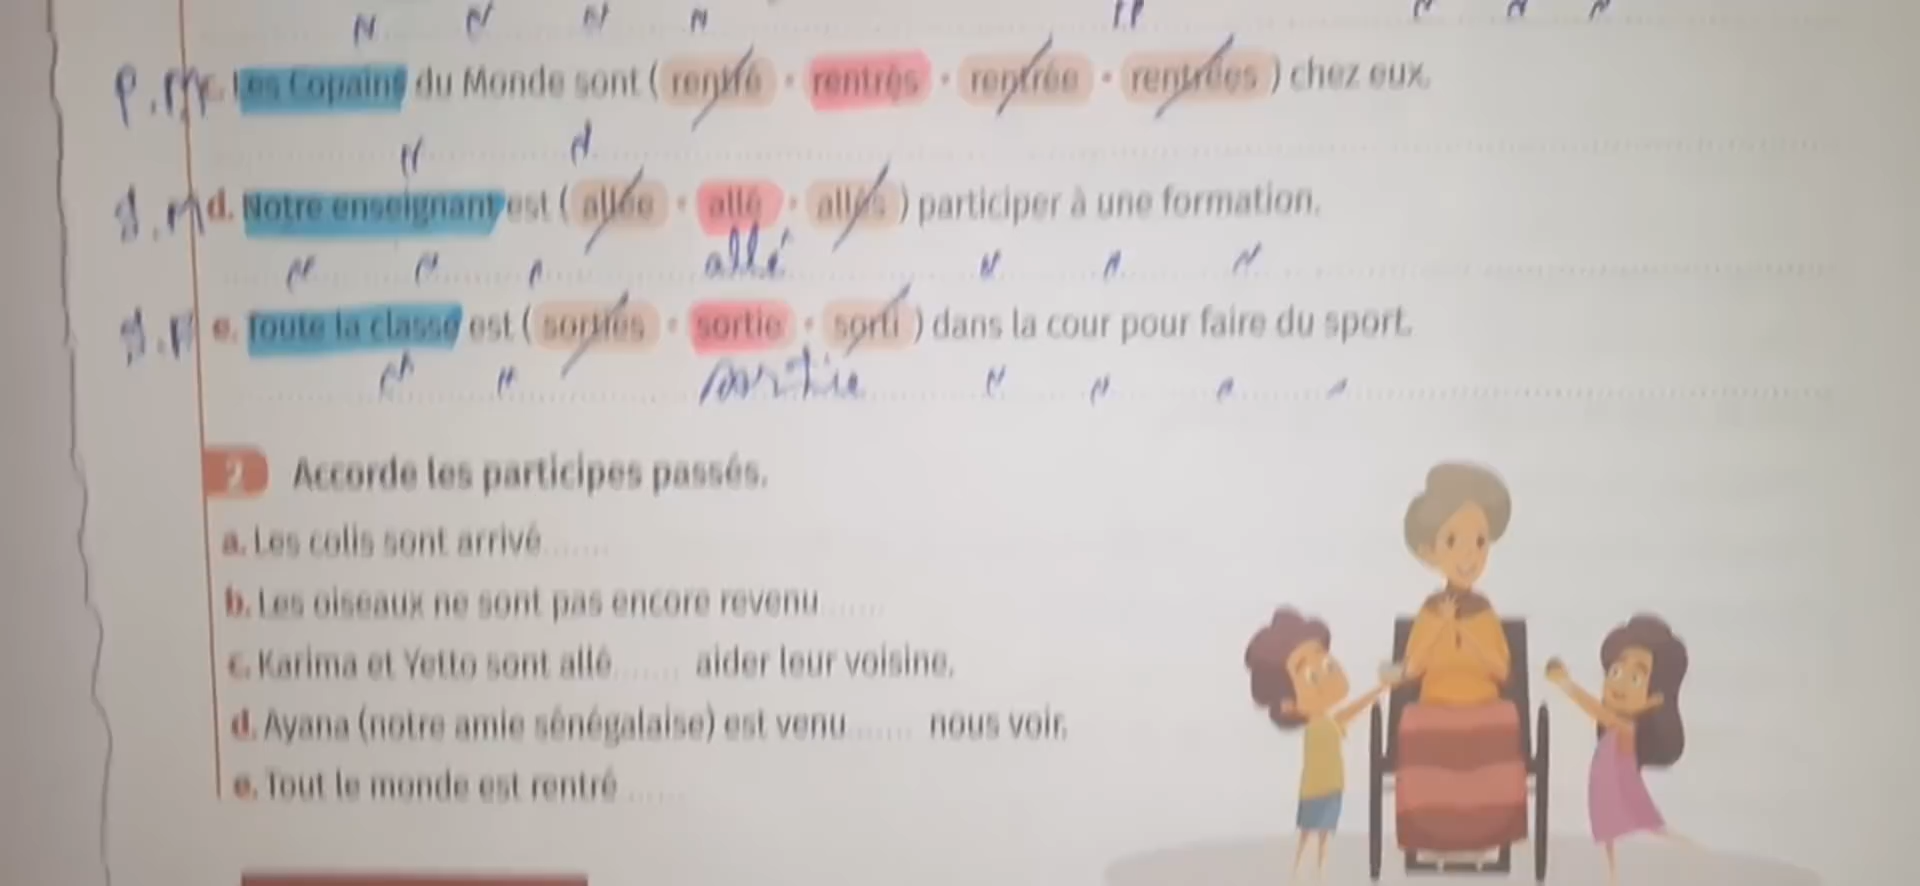 N N N N
P.M c. Les Copains du Monde sont ( rentré • rentrés • rentrée • rentrées ) chez eux.
S.M d. Notre enseignant est ( allée • allé • allés ) participer à une formation.
allé
S.F e. Toute la classe est ( sorties • sortie • sorti ) dans la cour pour faire du sport.
sortie
2 Accorde les participes passés.
a. Les colis sont arrivé......
b. Les oiseaux ne sont pas encore revenu......
c. Karima et Yetto sont allé...... aider leur voisine.
d. Ayana (notre amie sénégalaise) est venu...... nous voir.
e. Tout le monde est rentré......